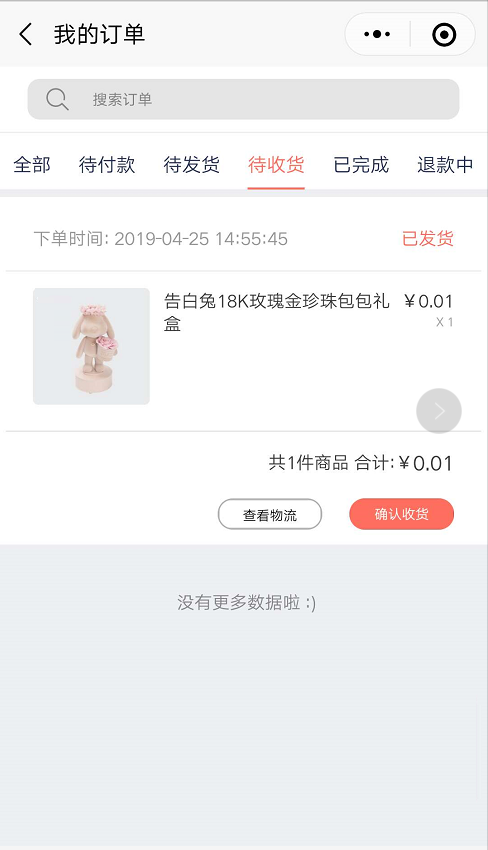 我的订单
搜索订单
全部 待付款 待发货 待收货 已完成 退款中
下单时间: 2019-04-25 14:55:45 已发货
告白兔18K玫瑰金珍珠包包礼 ￥0.01
盒 X 1
共1件商品 合计:￥0.01
查看物流 确认收货
没有更多数据啦 :)